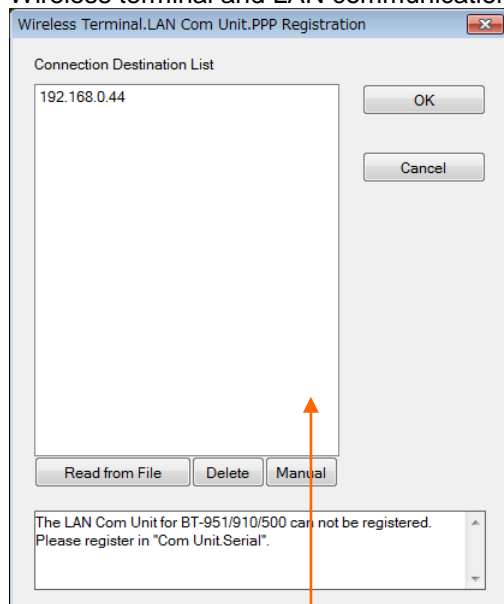 Wireless terminal and LAN communication
Wireless Terminal.LAN Com Unit.PPP Registration
Connection Destination List
192.168.0.44
OK
Cancel
Read from File
Delete
Manual
The LAN Com Unit for BT-951/910/500 can not be registered.
Please register in "Com Unit.Serial".